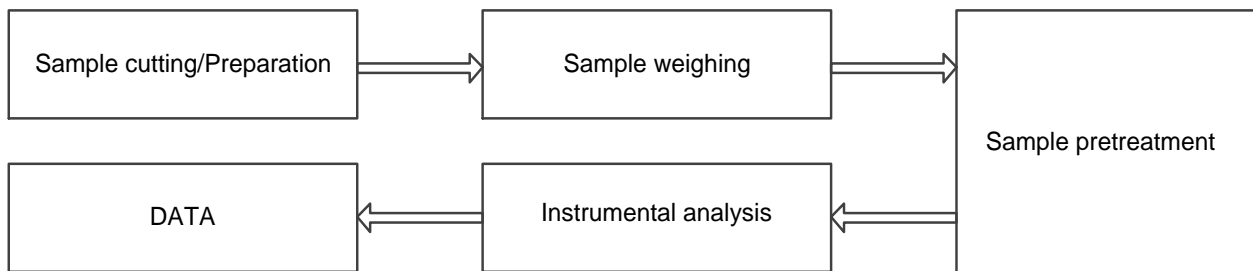 Sample cutting/Preparation
Sample weighing
Sample pretreatment
Instrumental analysis
DATA